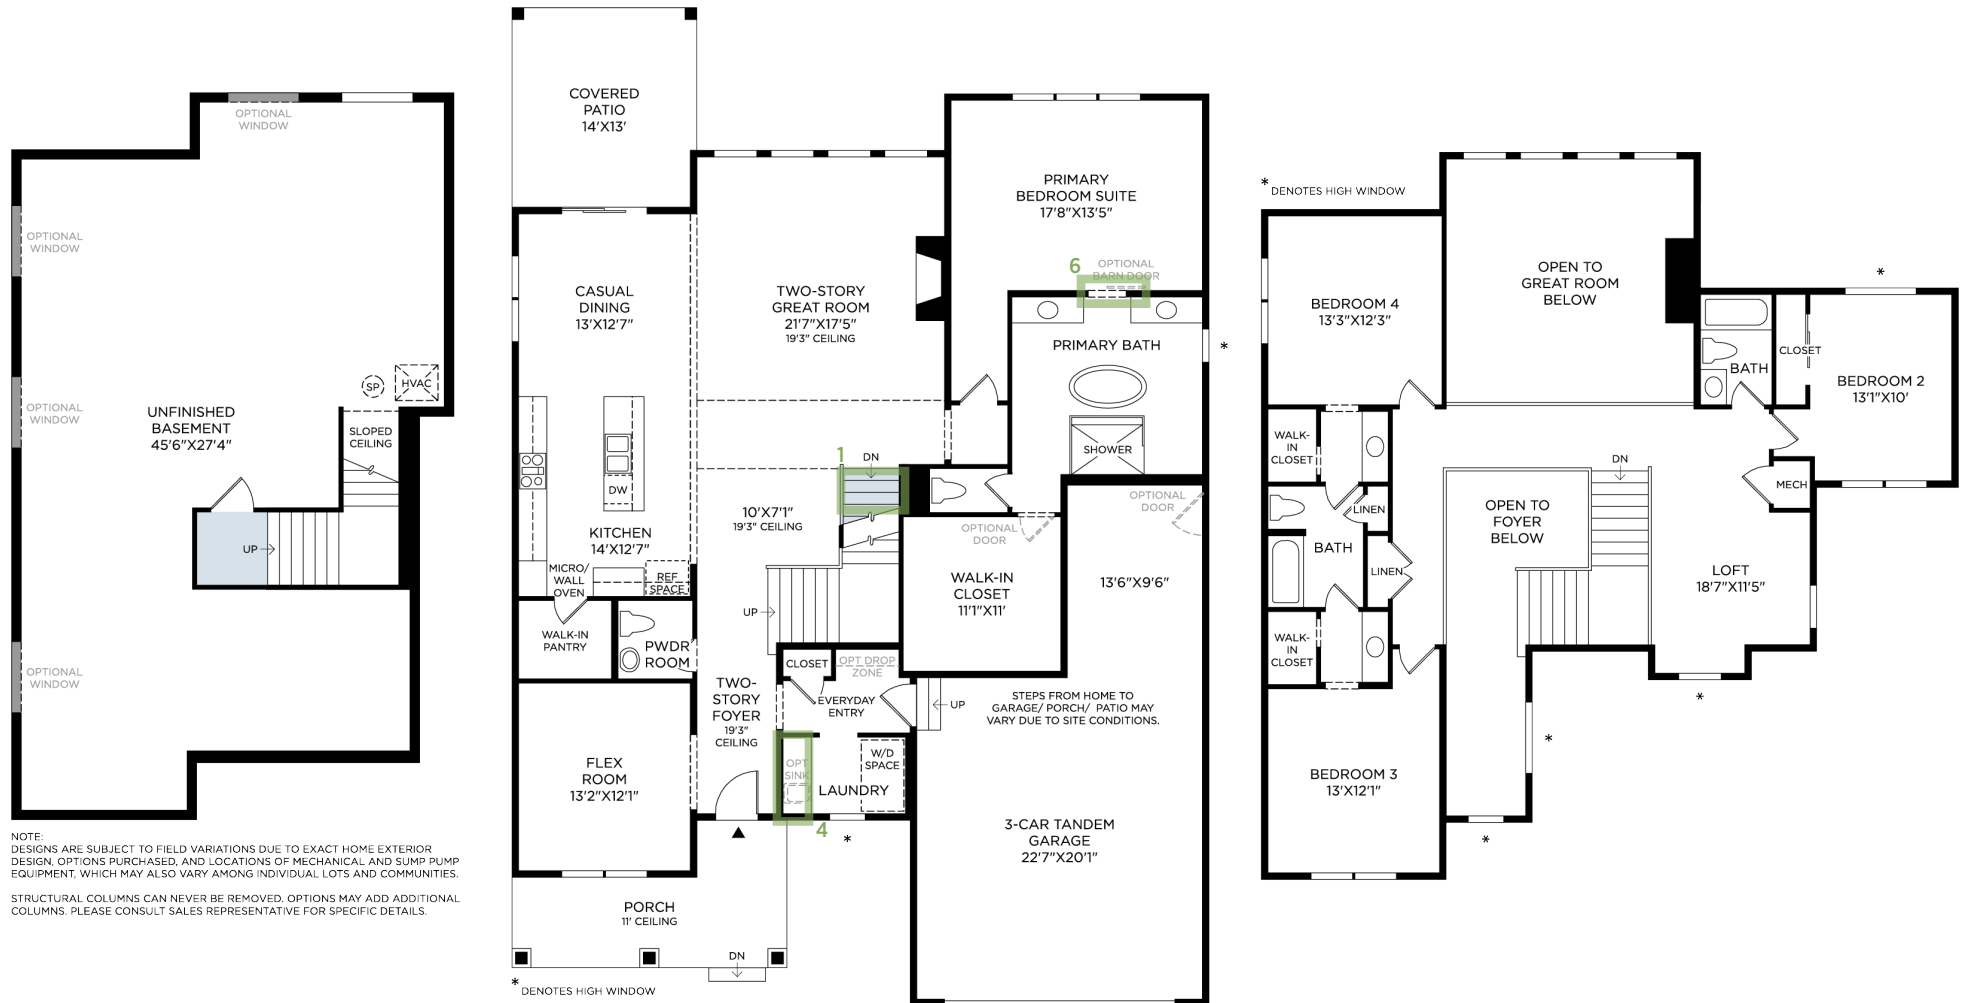 OPTIONAL
WINDOW
OPTIONAL
WINDOW
SP
HVAC
OPTIONAL
WINDOW
UNFINISHED
BASEMENT
45'6"X27'4"
SLOPED
CEILING
UP
OPTIONAL
WINDOW
NOTE:
DESIGNS ARE SUBJECT TO FIELD VARIATIONS DUE TO EXACT HOME EXTERIOR
DESIGN, OPTIONS PURCHASED, AND LOCATIONS OF MECHANICAL AND SUMP PUMP
EQUIPMENT, WHICH MAY ALSO VARY AMONG INDIVIDUAL LOTS AND COMMUNITIES.
STRUCTURAL COLUMNS CAN NEVER BE REMOVED. OPTIONS MAY ADD ADDITIONAL
COLUMNS. PLEASE CONSULT SALES REPRESENTATIVE FOR SPECIFIC DETAILS.
COVERED
PATIO
14'X13'
PRIMARY
BEDROOM SUITE
17'8"X13'5"
6
OPTIONAL
BARN DOOR
CASUAL
DINING
13'X12'7"
TWO-STORY
GREAT ROOM
21'7"X17'5"
19'3" CEILING
PRIMARY BATH
*
SHOWER
1
DN
DW
KITCHEN
14'X12'7"
10'X7'1"
19'3" CEILING
OPTIONAL
DOOR
OPTIONAL
DOOR
MICRO/
WALL
OVEN
REF
SPACE
WALK-IN
CLOSET
11'1"X11'
13'6"X9'6"
UP
WALK-IN
PANTRY
PWDR
ROOM
CLOSET
OPT DROP
ZONE
TWO-
STORY
FOYER
19'3"
CEILING
EVERYDAY
ENTRY
UP
STEPS FROM HOME TO
GARAGE/ PORCH/ PATIO MAY
VARY DUE TO SITE CONDITIONS.
FLEX
ROOM
13'2"X12'1"
OPT
SINK
W/D
SPACE
LAUNDRY
4
*
3-CAR TANDEM
GARAGE
22'7"X20'1"
PORCH
11' CEILING
DN
* DENOTES HIGH WINDOW
* DENOTES HIGH WINDOW
OPEN TO
GREAT ROOM
BELOW
*
BEDROOM 4
13'3"X12'3"
CLOSET
BATH
BEDROOM 2
13'1"X10'
WALK-
IN
CLOSET
DN
MECH
LINEN
OPEN TO
FOYER
BELOW
BATH
LINEN
LOFT
18'7"X11'5"
WALK-
IN
CLOSET
*
*
BEDROOM 3
13'X12'1"
*